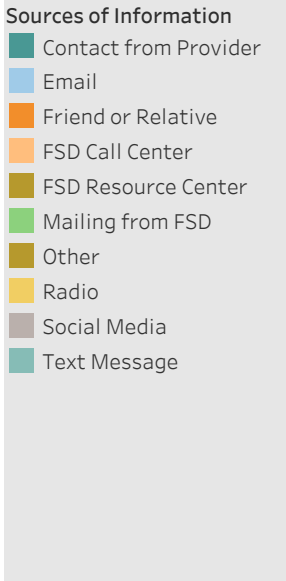 Sources of Information
Contact from Provider
Email
Friend or Relative
FSD Call Center
FSD Resource Center
Mailing from FSD
Other
Radio
Social Media
Text Message